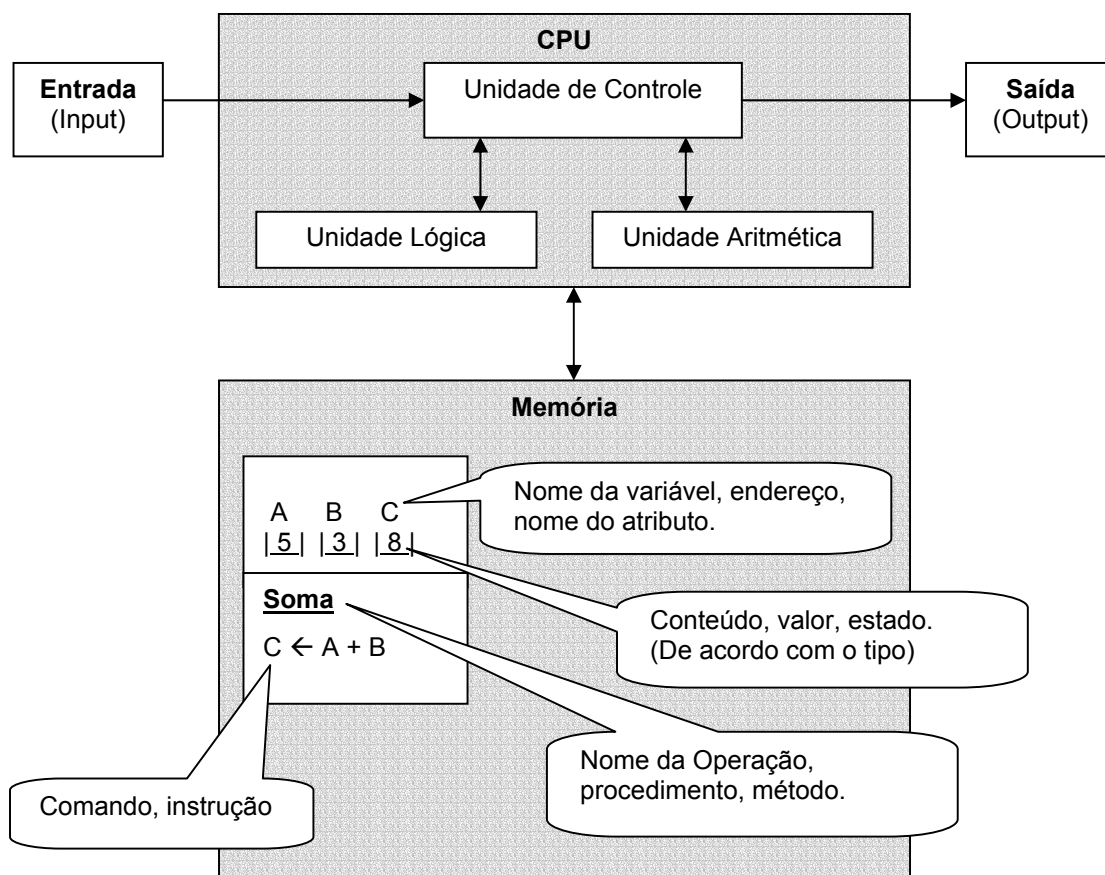 CPU
Entrada
(Input)
Unidade de Controle
Saída
(Output)
Unidade Lógica
Unidade Aritmética
Memória
A B C
|5| |3| |8|
Nome da variável, endereço,
nome do atributo.
Soma
C ← A + B
Conteúdo, valor, estado.
(De acordo com o tipo)
Nome da Operação,
procedimento, método.
Comando, instrução